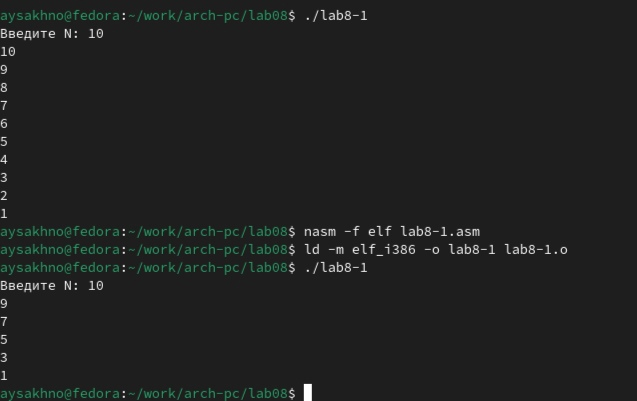 aysakhno@fedora:~/work/arch-pc/lab08$ ./lab8-1
Введите N: 10
10
9
8
7
6
5
4
3
2
1
aysakhno@fedora:~/work/arch-pc/lab08$ nasm -f elf lab8-1.asm
aysakhno@fedora:~/work/arch-pc/lab08$ ld -m elf_i386 -o lab8-1 lab8-1.o
aysakhno@fedora:~/work/arch-pc/lab08$ ./lab8-1
Введите N: 10
9
7
5
3
1
aysakhno@fedora:~/work/arch-pc/lab08$